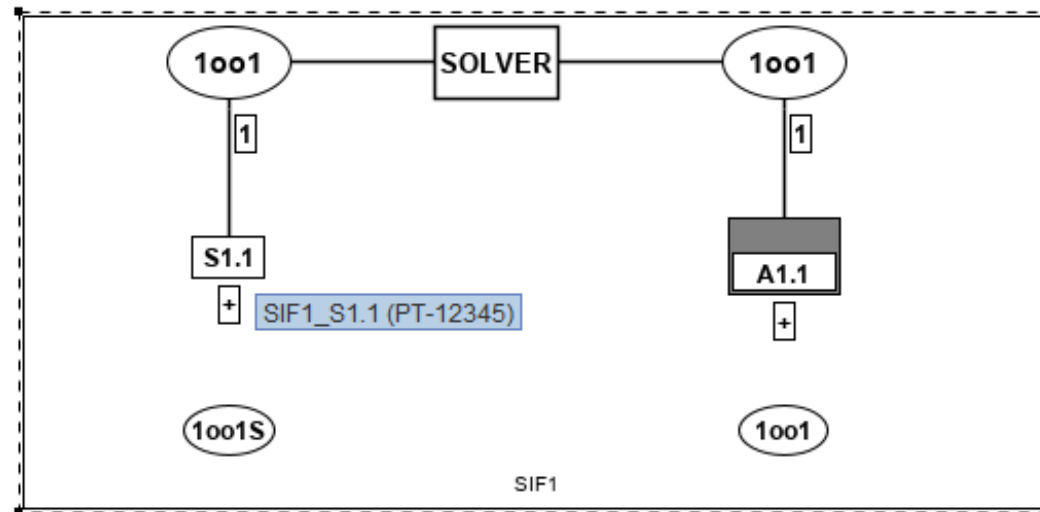 1oo1
SOLVER
1oo1
1
1
S1.1
A1.1
+
SIF1_S1.1 (PT-12345)
+
1oo1S
1oo1
SIF1